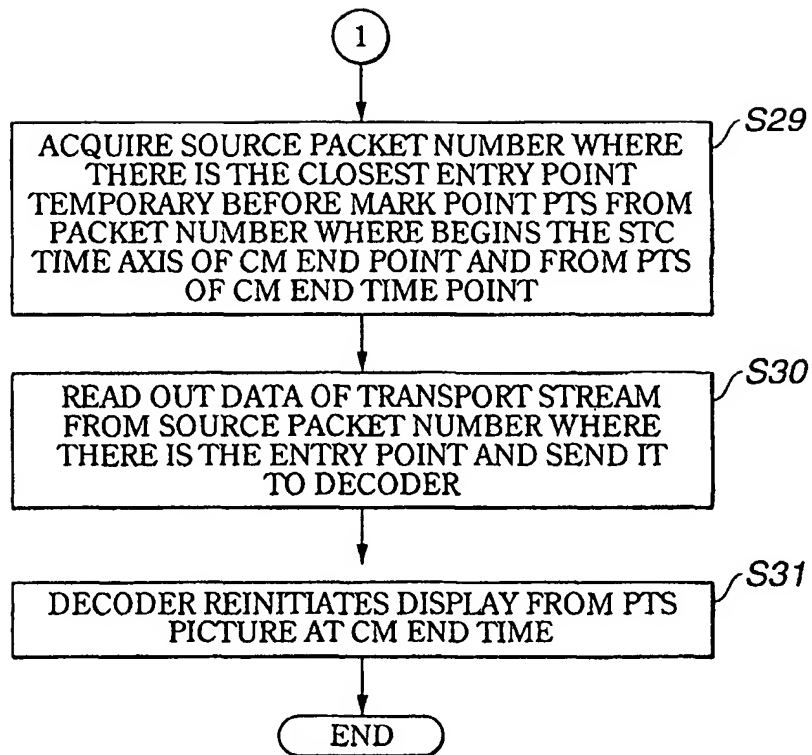 1
S29
ACQUIRE SOURCE PACKET NUMBER WHERE
THERE IS THE CLOSEST ENTRY POINT
TEMPORARY BEFORE MARK POINT PTS FROM
PACKET NUMBER WHERE BEGINS THE STC
TIME AXIS OF CM END POINT AND FROM PTS
OF CM END TIME POINT
S30
READ OUT DATA OF TRANSPORT STREAM
FROM SOURCE PACKET NUMBER WHERE
THERE IS THE ENTRY POINT AND SEND IT
TO DECODER
S31
DECODER REINITIATES DISPLAY FROM PTS
PICTURE AT CM END TIME
END